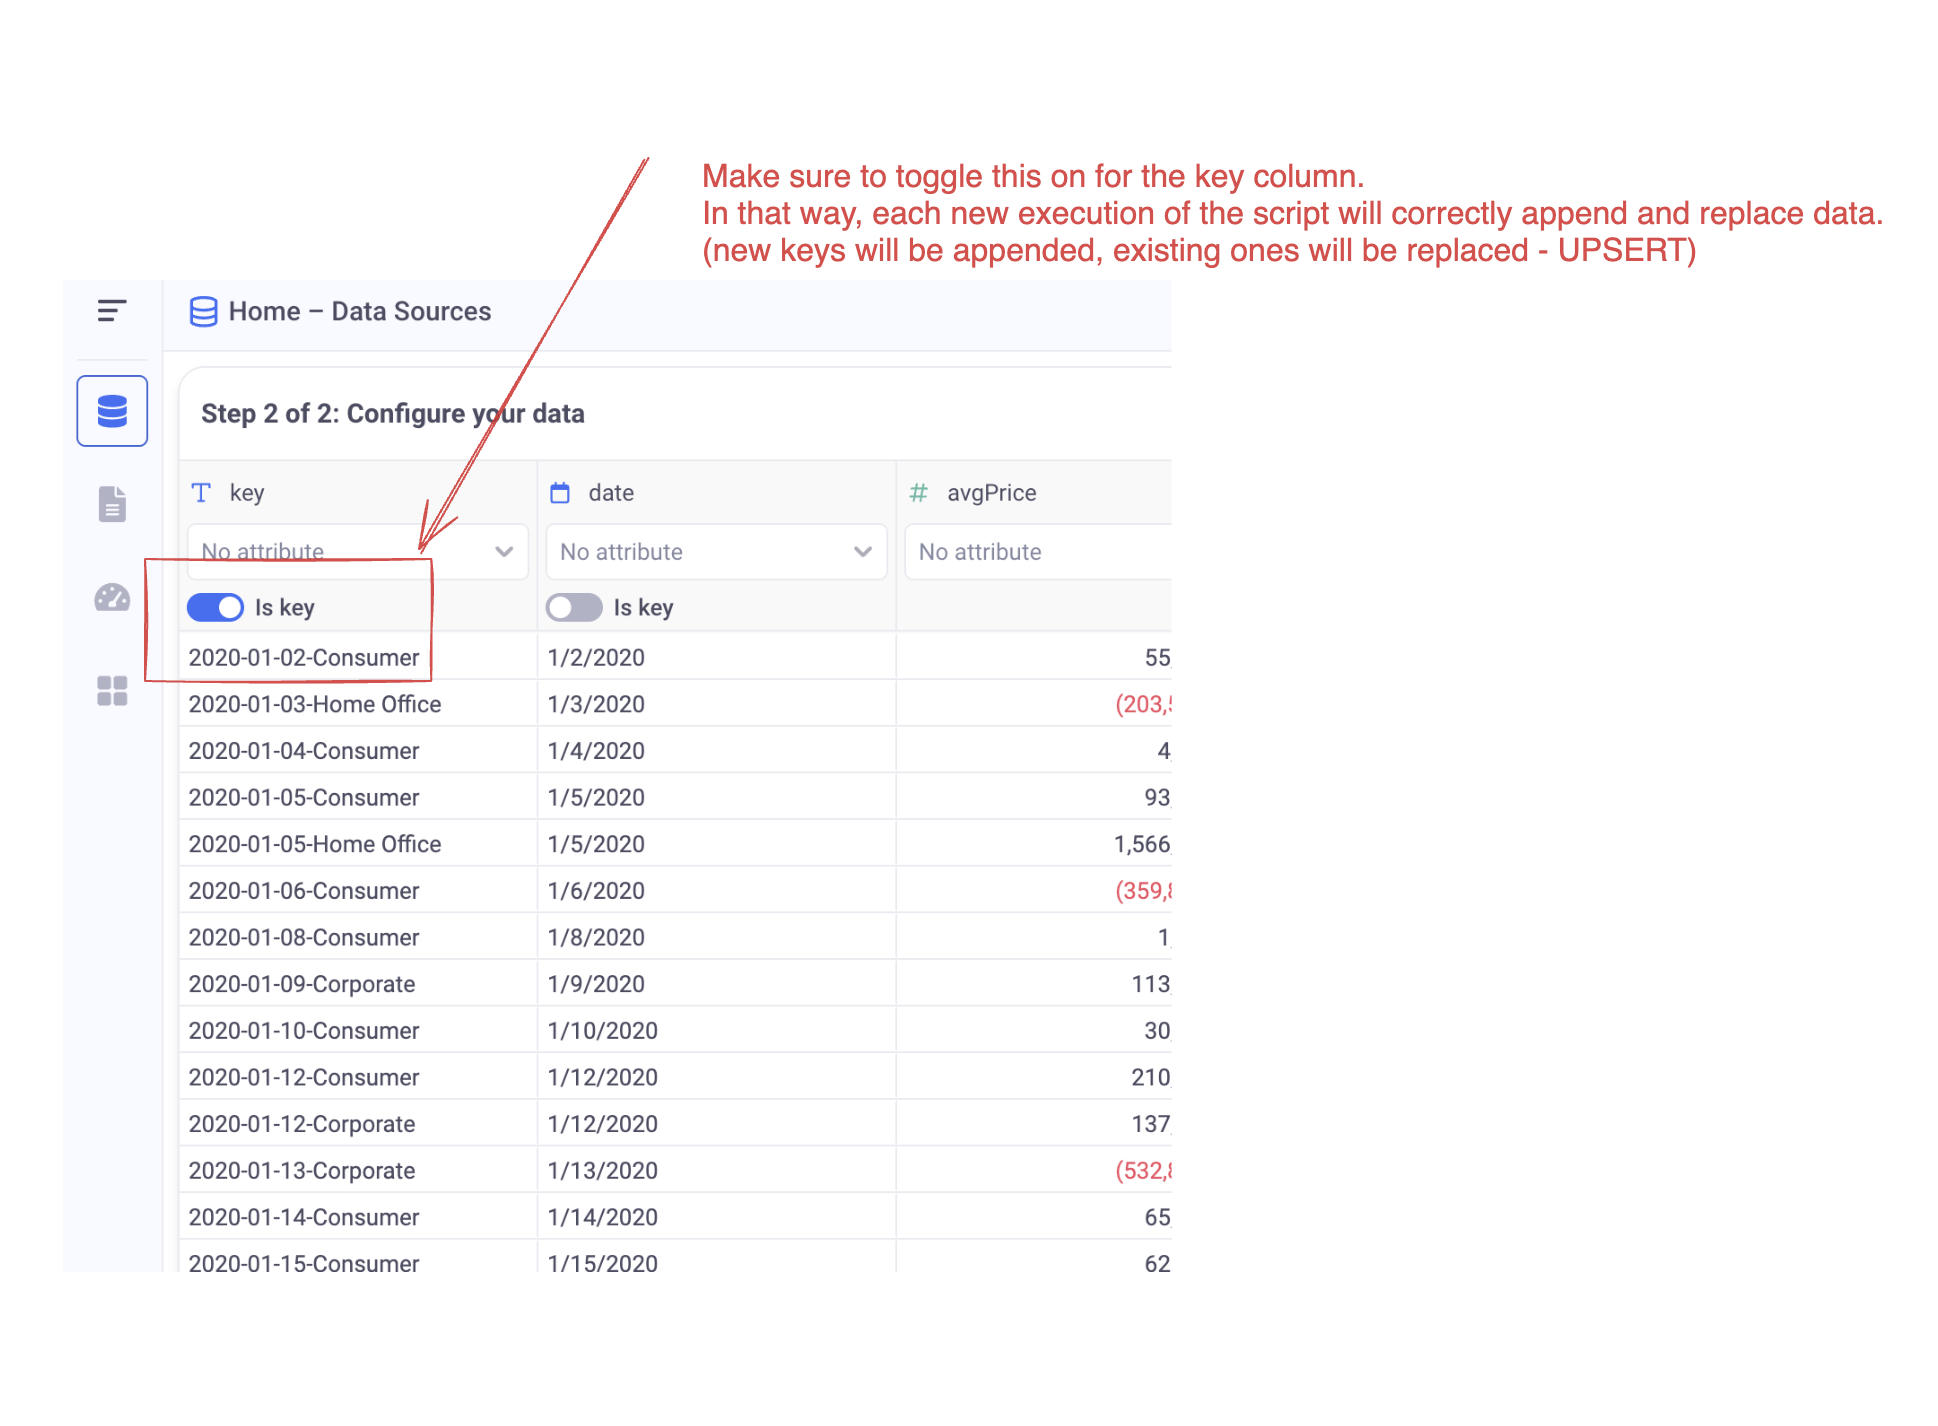 Make sure to toggle this on for the key column.
In that way, each new execution of the script will correctly append and replace data.
(new keys will be appended, existing ones will be replaced - UPSERT)
Home – Data Sources
Step 2 of 2: Configure your data
key date avgPrice
No attribute No attribute No attribute
Is key Is key
2020-01-02-Consumer 1/2/2020 55,
2020-01-03-Home Office 1/3/2020 (203,5
2020-01-04-Consumer 1/4/2020 4,
2020-01-05-Consumer 1/5/2020 93,
2020-01-05-Home Office 1/5/2020 1,566,
2020-01-06-Consumer 1/6/2020 (359,8
2020-01-08-Consumer 1/8/2020 1,
2020-01-09-Corporate 1/9/2020 113,
2020-01-10-Consumer 1/10/2020 30,
2020-01-12-Consumer 1/12/2020 210,
2020-01-12-Corporate 1/12/2020 137,
2020-01-13-Corporate 1/13/2020 (532,8
2020-01-14-Consumer 1/14/2020 65,
2020-01-15-Consumer 1/15/2020 62